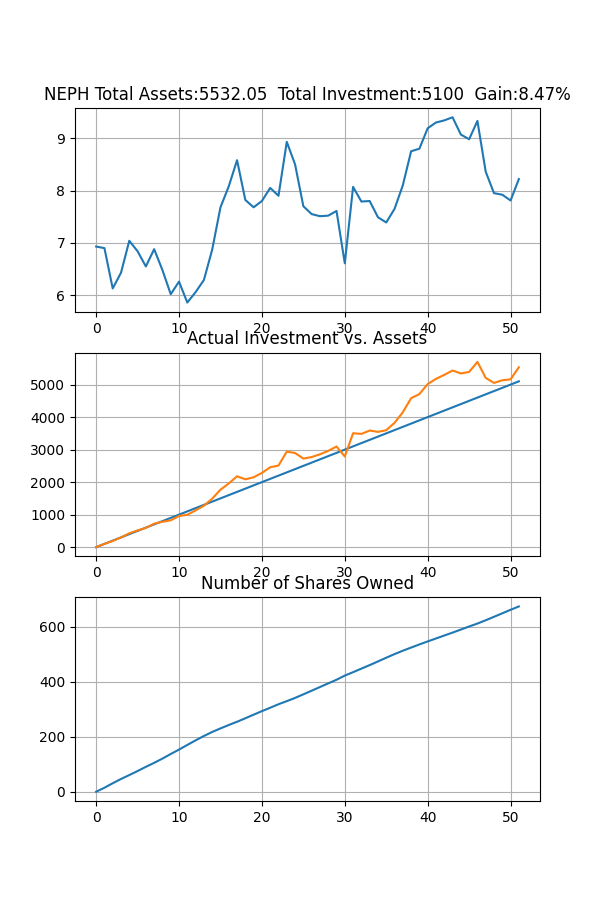 NEPH Total Assets:5532.05  Total Investment:5100  Gain:8.47%
9
8
7
6
0 10 20 30 40 50
Actual Investment vs. Assets
5000
4000
3000
2000
1000
0
0 10 20 30 40 50
Number of Shares Owned
600
400
200
0
0 10 20 30 40 50